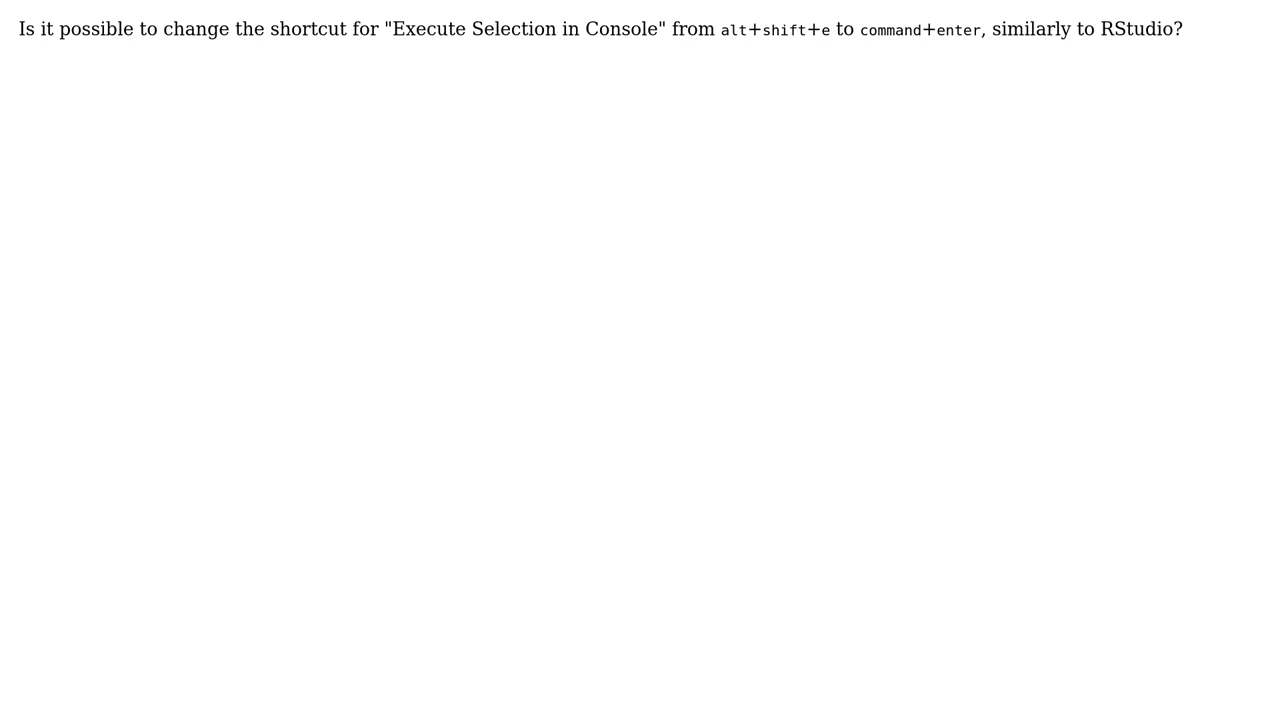 Is it possible to change the shortcut for "Execute Selection in Console" from alt+shift+e to command+enter, similarly to RStudio?